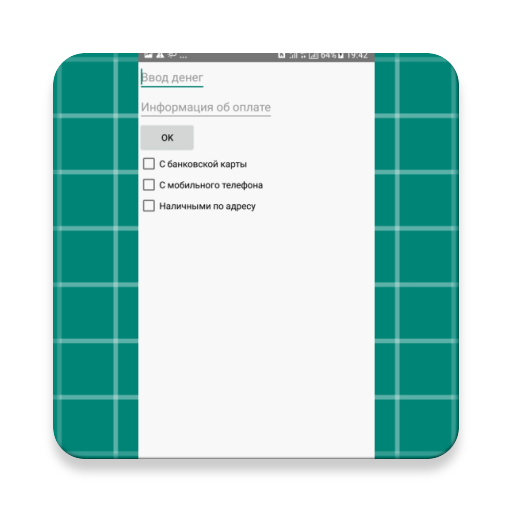 64% 19:42
Ввод денег
Информация об оплате
OK
С банковской карты
С мобильного телефона
Наличными по адресу